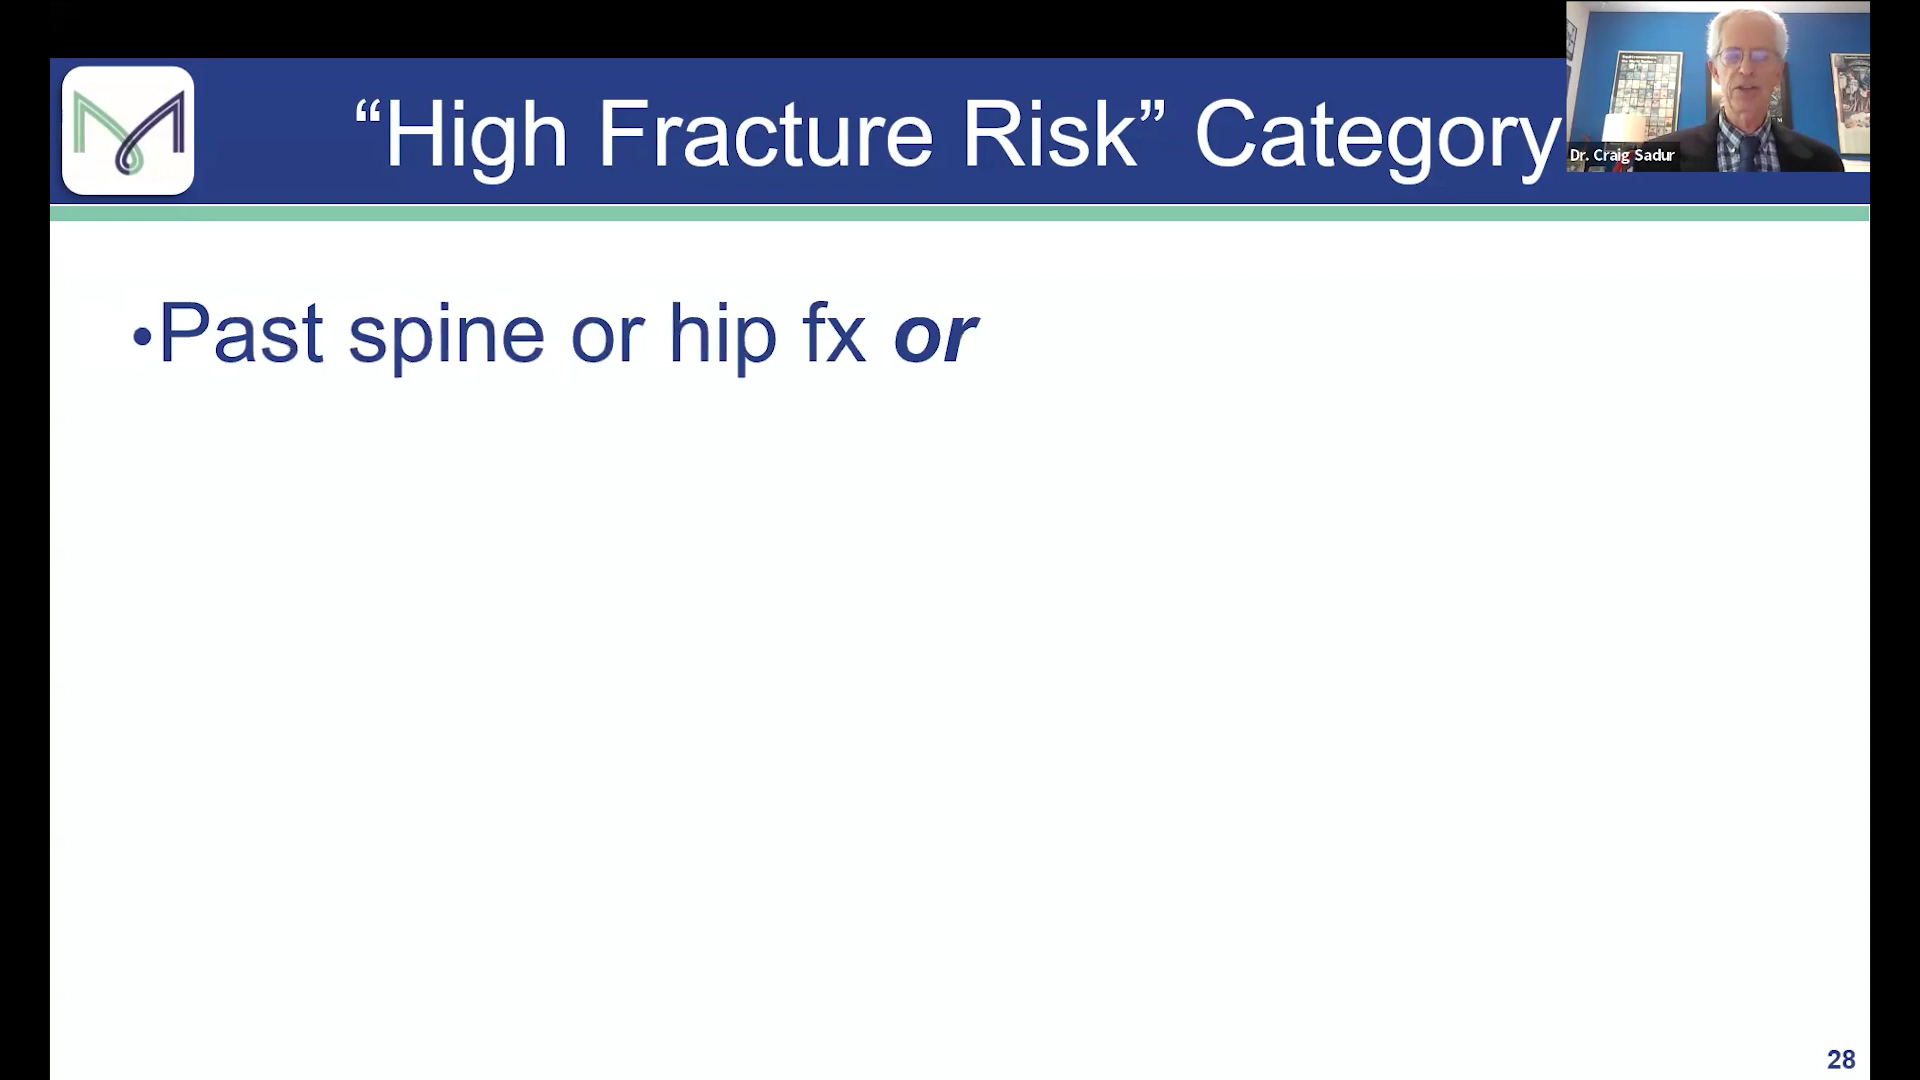 “High Fracture Risk” Category
Dr. Craig Sadur
•Past spine or hip fx or
28